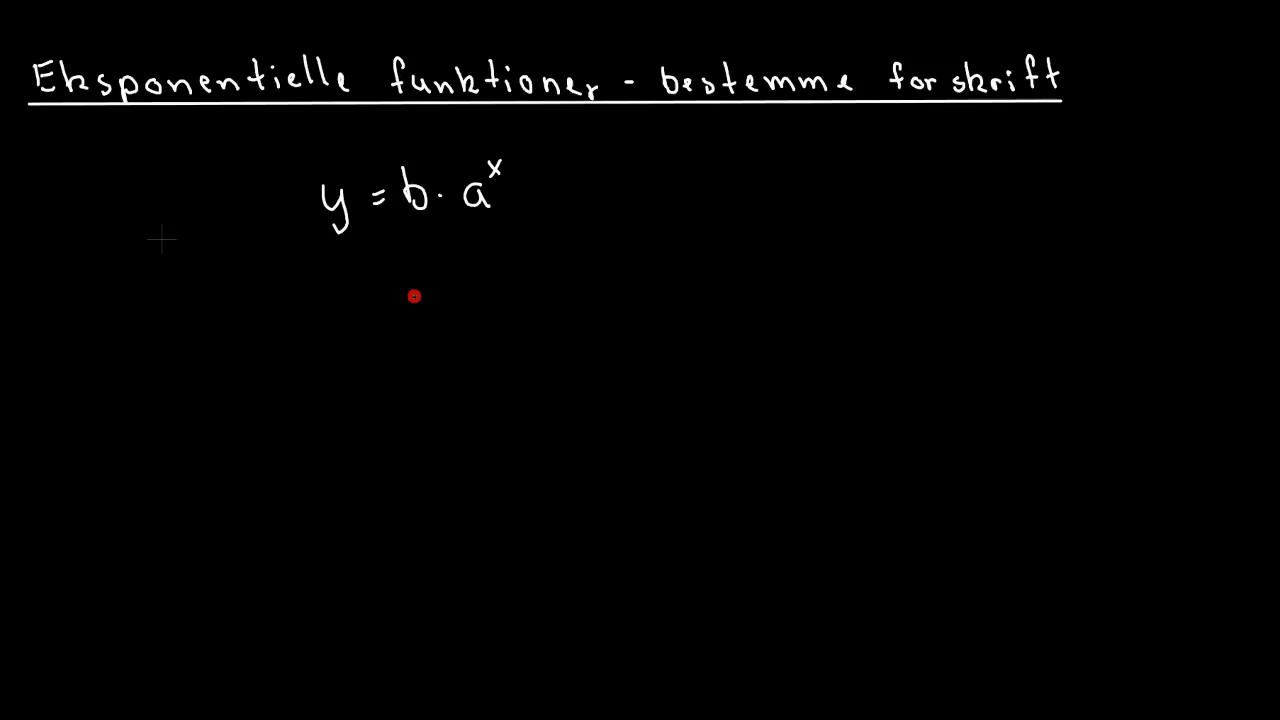 Eksponentielle funktioner - bestemme forskrift
y = b · a^x